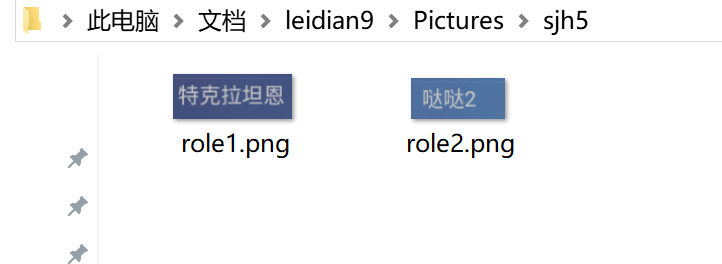 此电脑 > 文档 > leidian9 > Pictures > sjh5
特克拉坦恩
哒哒2
role1.png
role2.png